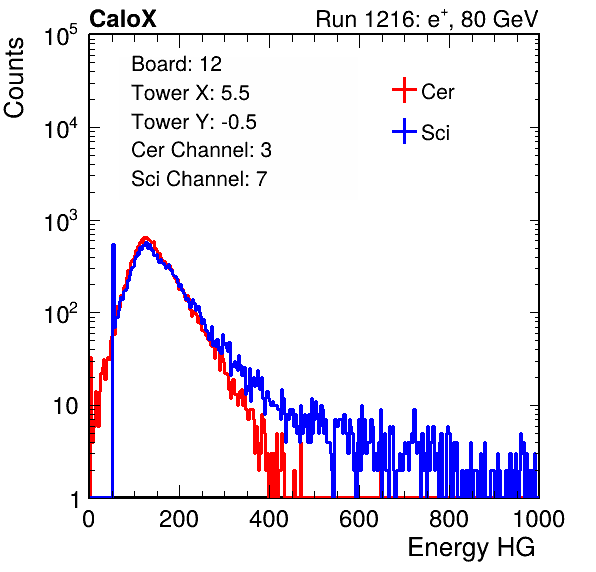 CaloX Run 1216: e⁺, 80 GeV
Counts
10⁵
10⁴
10³
10²
10
1
Board: 12
Tower X: 5.5
Tower Y: -0.5
Cer Channel: 3
Sci Channel: 7
Cer
Sci
0 200 400 600 800 1000
Energy HG